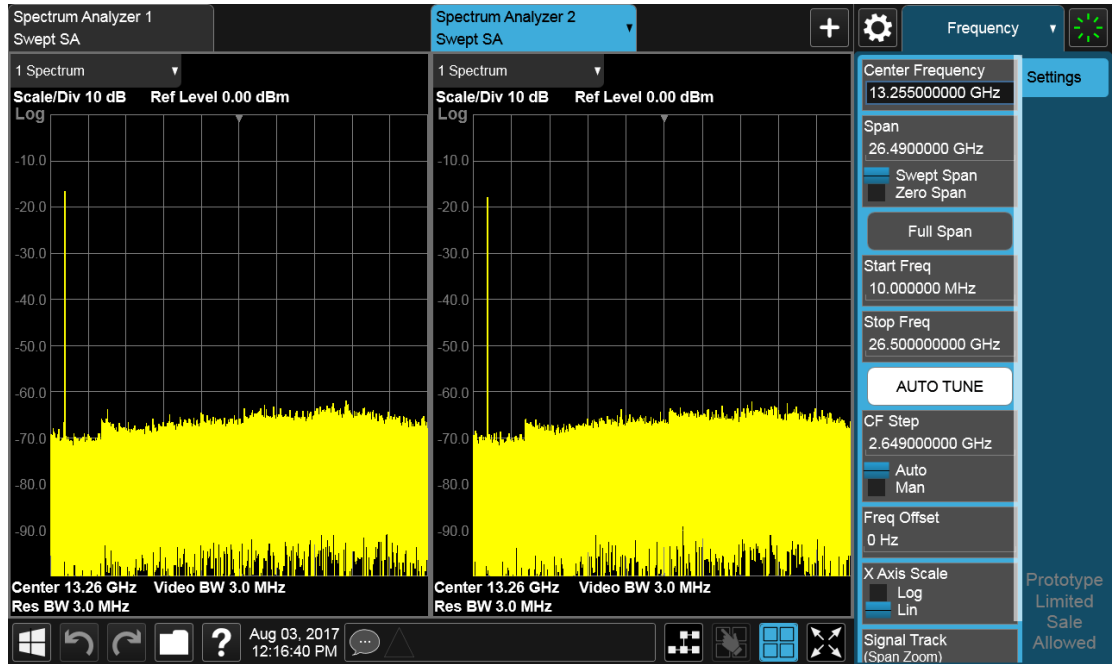 Spectrum Analyzer 1
Swept SA
Spectrum Analyzer 2
Swept SA
▼
+
Frequency ▼
1 Spectrum ▼
Scale/Div 10 dB Ref Level 0.00 dBm
Log
-10.0
-20.0
-30.0
-40.0
-50.0
-60.0
-70.0
-80.0
-90.0
Center 13.26 GHz Video BW 3.0 MHz
Res BW 3.0 MHz
1 Spectrum ▼
Scale/Div 10 dB Ref Level 0.00 dBm
Log
-10.0
-20.0
-30.0
-40.0
-50.0
-60.0
-70.0
-80.0
-90.0
Center 13.26 GHz Video BW 3.0 MHz
Res BW 3.0 MHz
Center Frequency
13.255000000 GHz
Span
26.4900000 GHz
Swept Span
Zero Span
Full Span
Start Freq
10.000000 MHz
Stop Freq
26.500000000 GHz
AUTO TUNE
CF Step
2.649000000 GHz
Auto
Man
Freq Offset
0 Hz
X Axis Scale
Log
Lin
Signal Track
(Span Zoom)
Settings
Prototype
Limited
Sale
Allowed
?
Aug 03, 2017
12:16:40 PM